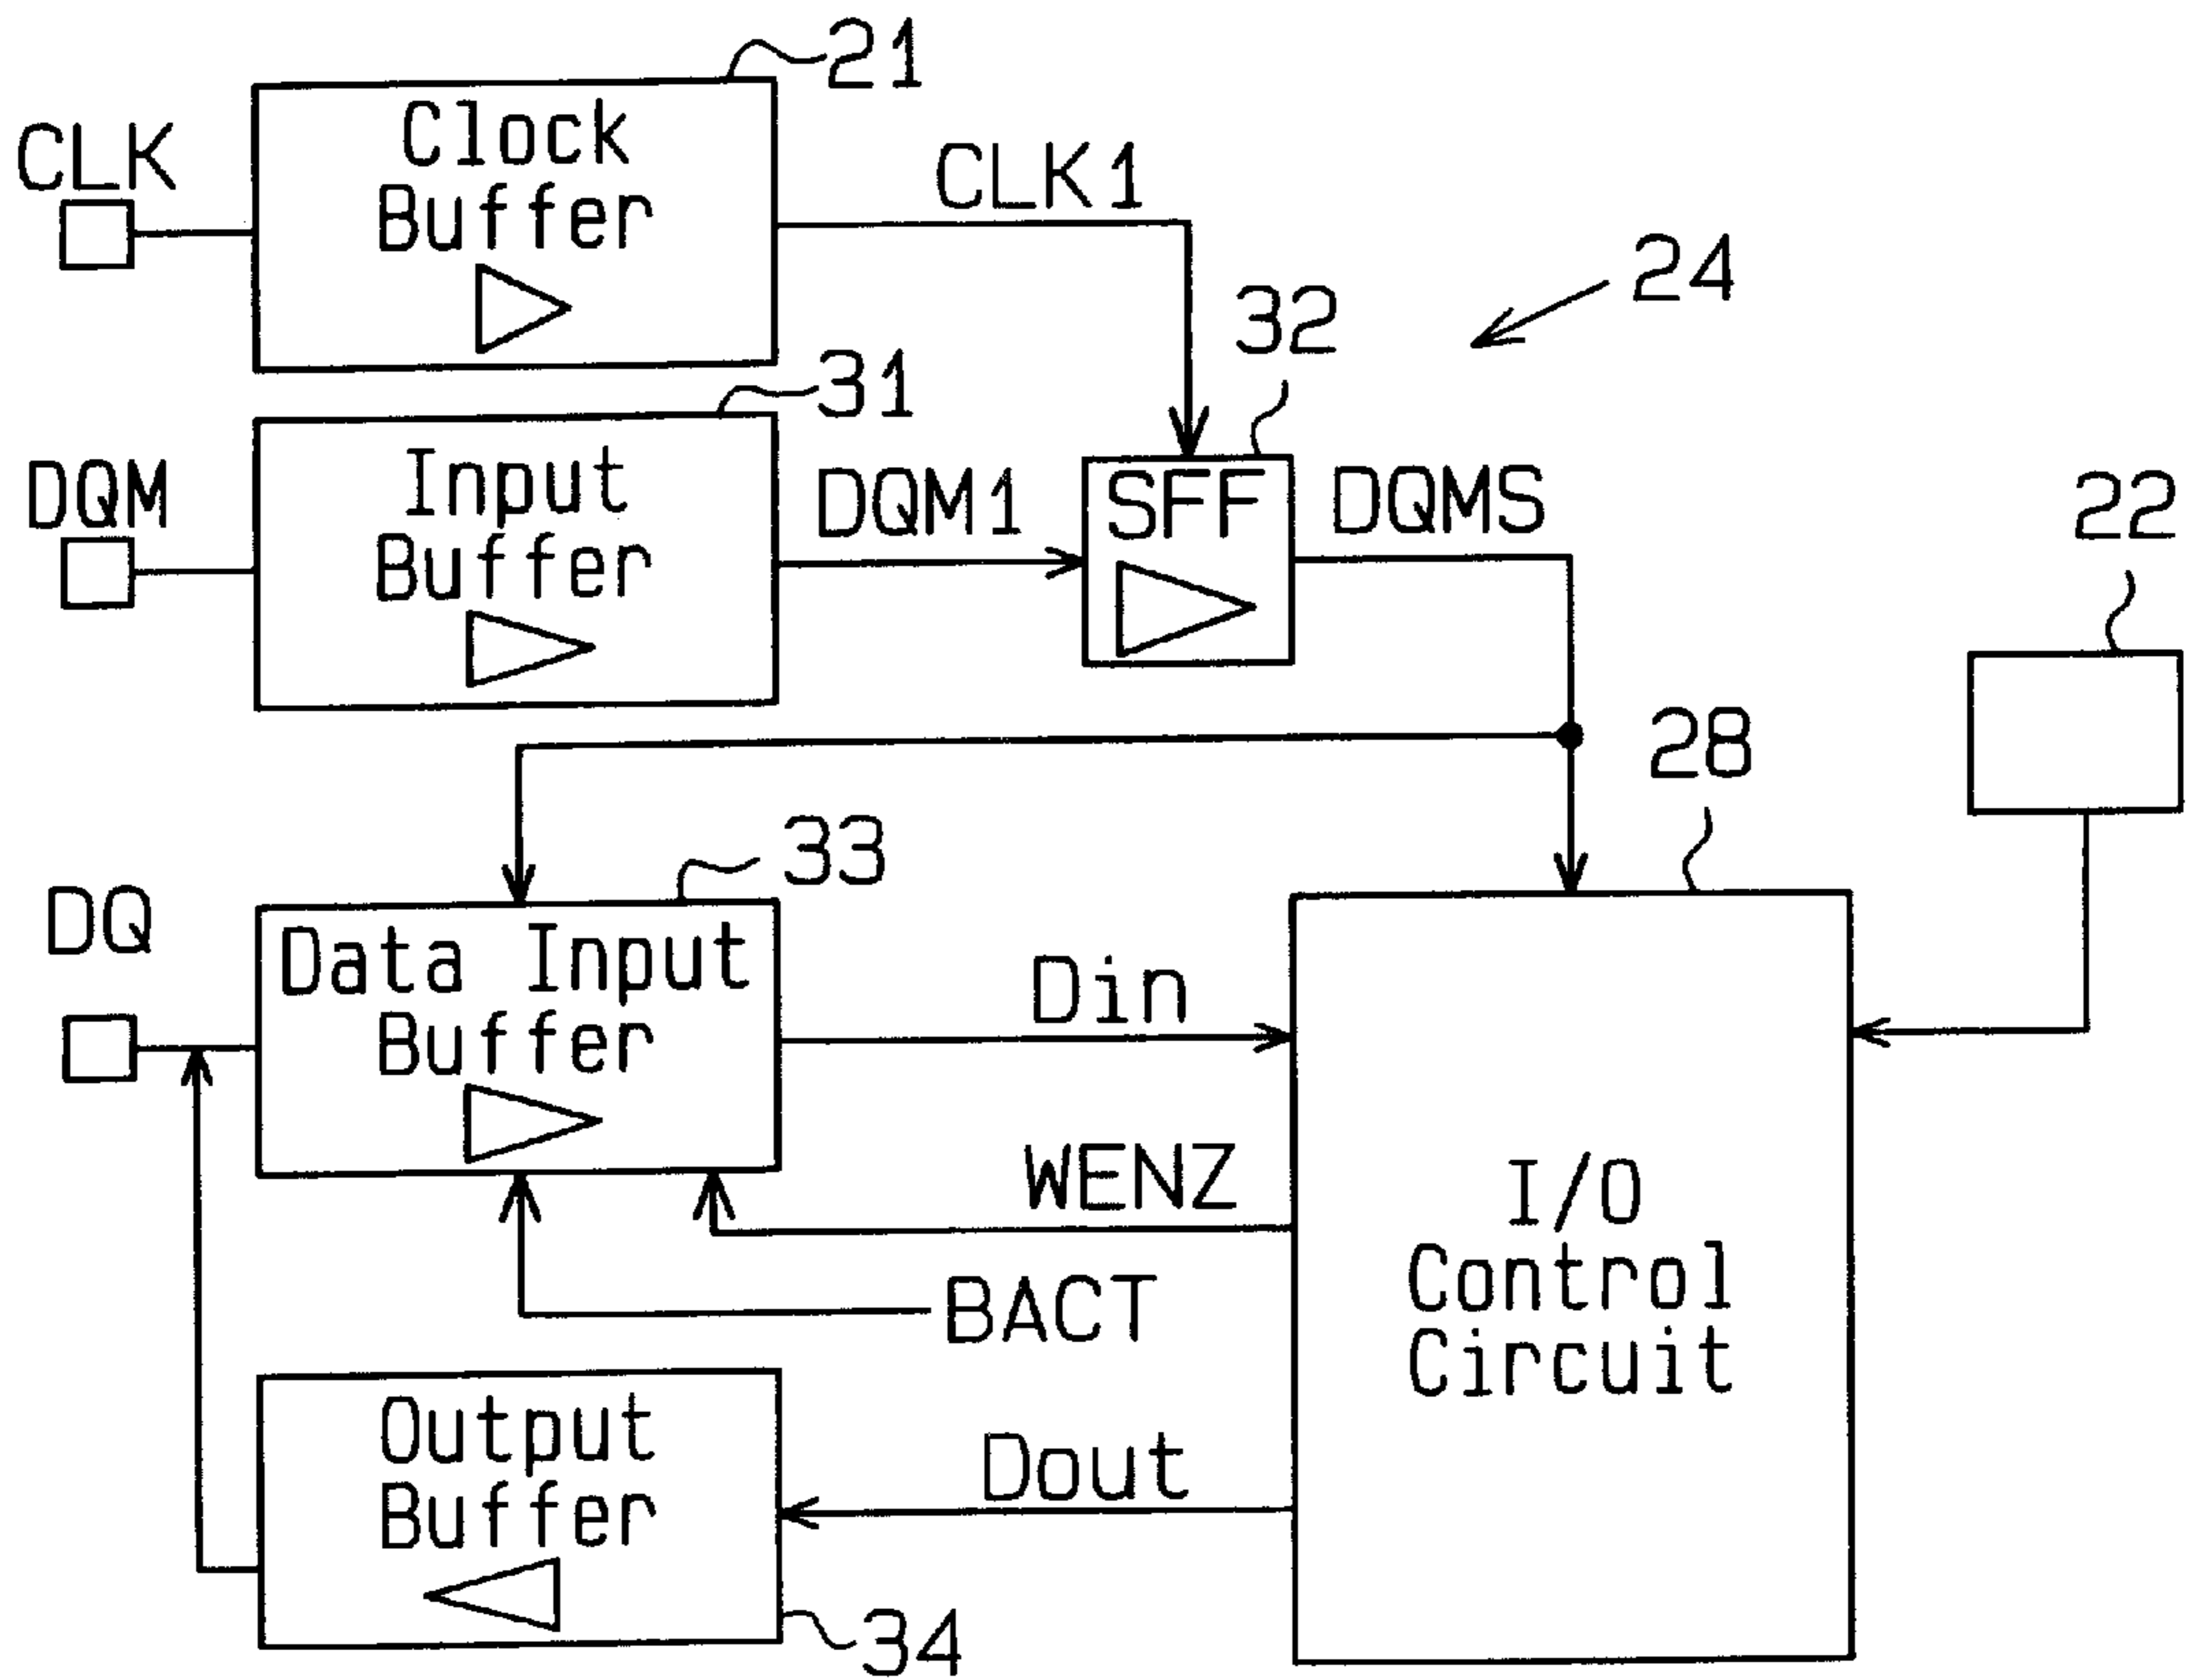 21
Clock
Buffer
CLK
CLK1
24
32
31
Input
Buffer
DQM
DQM1
SFF
DQMS
22
28
33
DQ
Data Input
Buffer
Din
WENZ
I/O
Control
Circuit
BACT
Output
Buffer
Dout
34